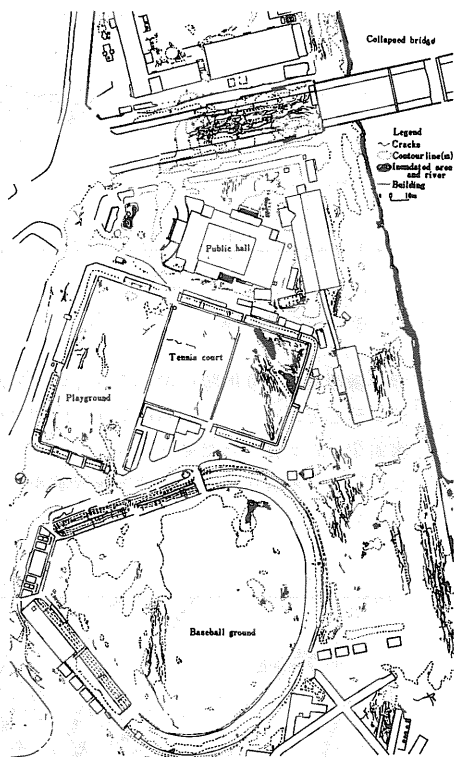 Collapsed bridge
Legend
Cracks
Contour line(m)
Inundated area
and river
Building
0 10m
Public hall
Tennis court
Playground
Baseball ground